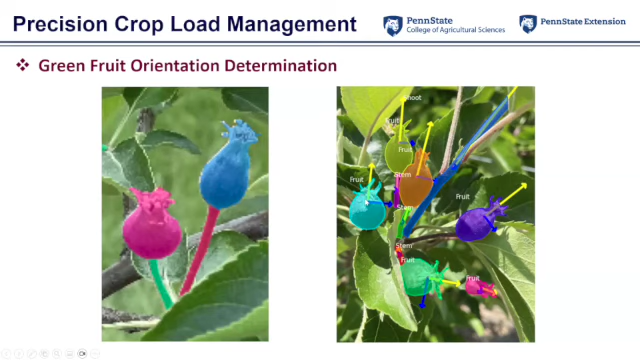 Precision Crop Load Management
PennState
College of Agricultural Sciences
PennState Extension
Green Fruit Orientation Determination
Shoot
Fruit
Fruit
Stem
Fruit
Fruit
Stem
Stem
Fruit
Fruit